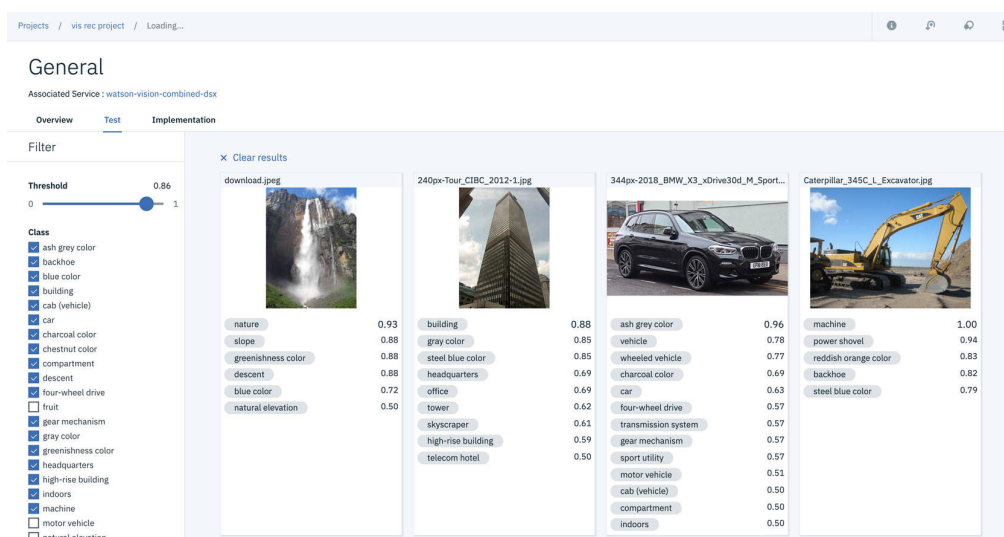 Projects / vis rec project / Loading...
General
Associated Service : watson-vision-combined-dsx
Overview Test Implementation
Filter
Threshold 0.86
0 1
Class
ash grey color
backhoe
blue color
building
cab (vehicle)
car
charcoal color
chestnut color
compartment
descent
four-wheel drive
fruit
gear mechanism
gray color
greenishness color
headquarters
high-rise building
indoors
machine
motor vehicle
natural elevation
× Clear results
download.jpeg
nature 0.93
slope 0.88
greenishness color 0.88
descent 0.88
blue color 0.72
natural elevation 0.50
240px-Tour_CIBC_2012-1.jpg
building 0.88
gray color 0.85
steel blue color 0.85
headquarters 0.69
office 0.69
tower 0.62
skyscraper 0.61
high-rise building 0.59
telecom hotel 0.50
344px-2018_BMW_X3_xDrive30d_M_Sport...
ash grey color 0.96
vehicle 0.78
wheeled vehicle 0.77
charcoal color 0.69
car 0.63
four-wheel drive 0.57
transmission system 0.57
gear mechanism 0.57
sport utility 0.57
motor vehicle 0.51
cab (vehicle) 0.50
compartment 0.50
indoors 0.50
Caterpillar_345C_L_Excavator.jpg
CAT
machine 1.00
power shovel 0.94
reddish orange color 0.83
backhoe 0.82
steel blue color 0.79